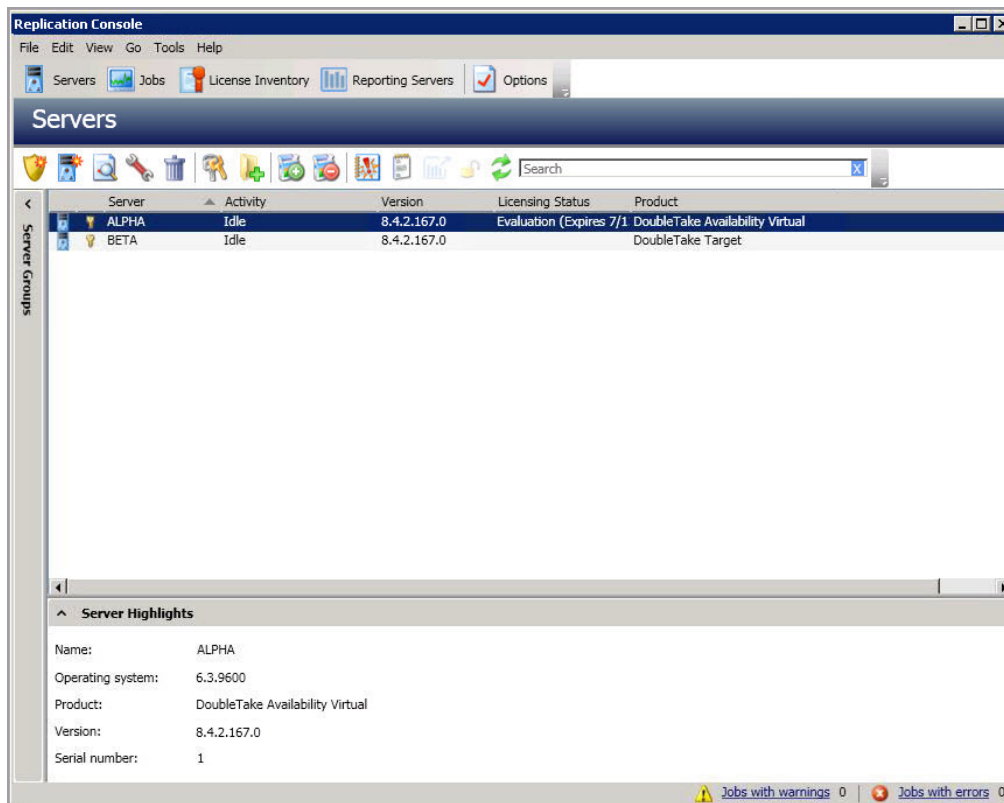 Replication Console
File Edit View Go Tools Help
Servers Jobs License Inventory Reporting Servers Options
Servers
Search
Server Groups
Server Activity Version Licensing Status Product
ALPHA Idle 8.4.2.167.0 Evaluation (Expires 7/1 DoubleTake Availability Virtual
BETA Idle 8.4.2.167.0 DoubleTake Target
Server Highlights
Name: ALPHA
Operating system: 6.3.9600
Product: DoubleTake Availability Virtual
Version: 8.4.2.167.0
Serial number: 1
Jobs with warnings 0 Jobs with errors 0